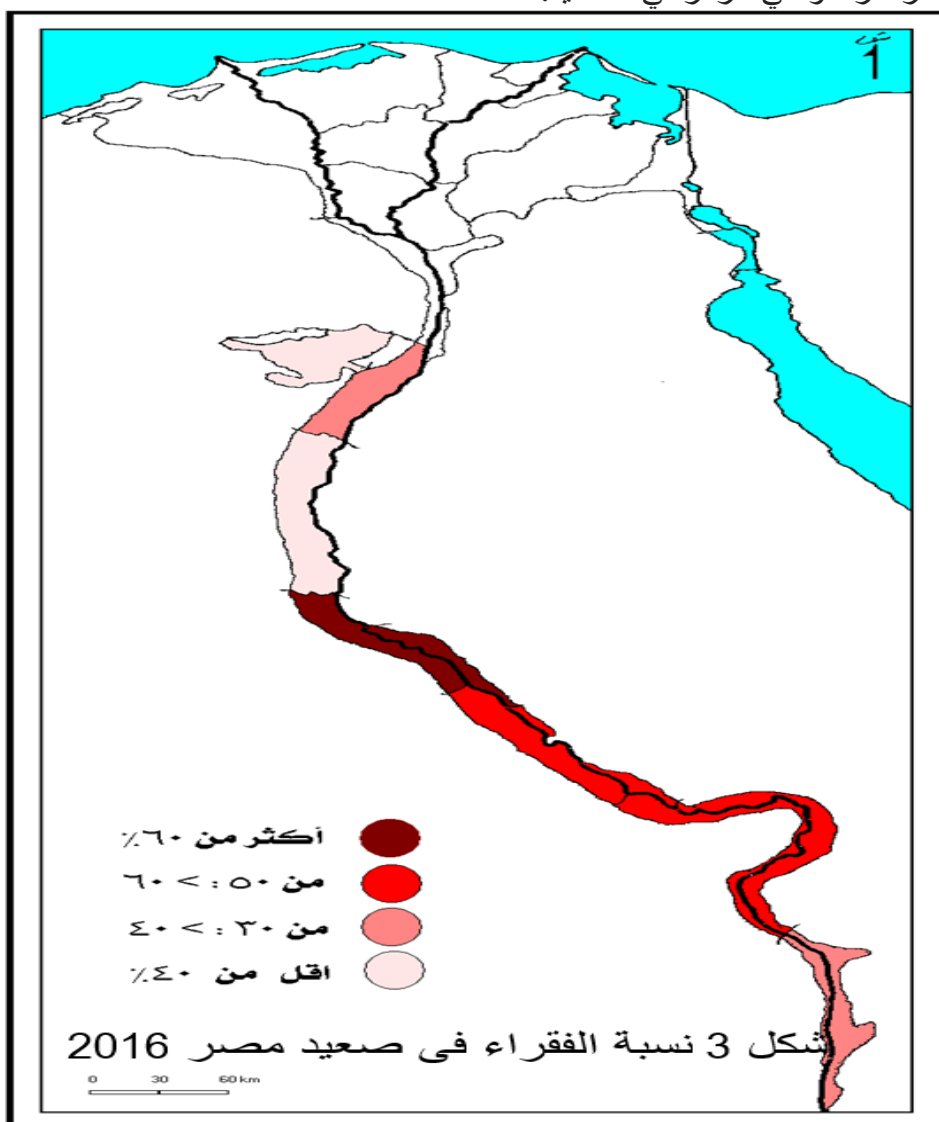 أكثر من ٦٠٪
من ٥٠ : > ٦٠
من ٣٠ : > ٤٠
اقل من ٤٠٪
شكل 3 نسبة الفقراء فى صعيد مصر 2016
0 30 60 km